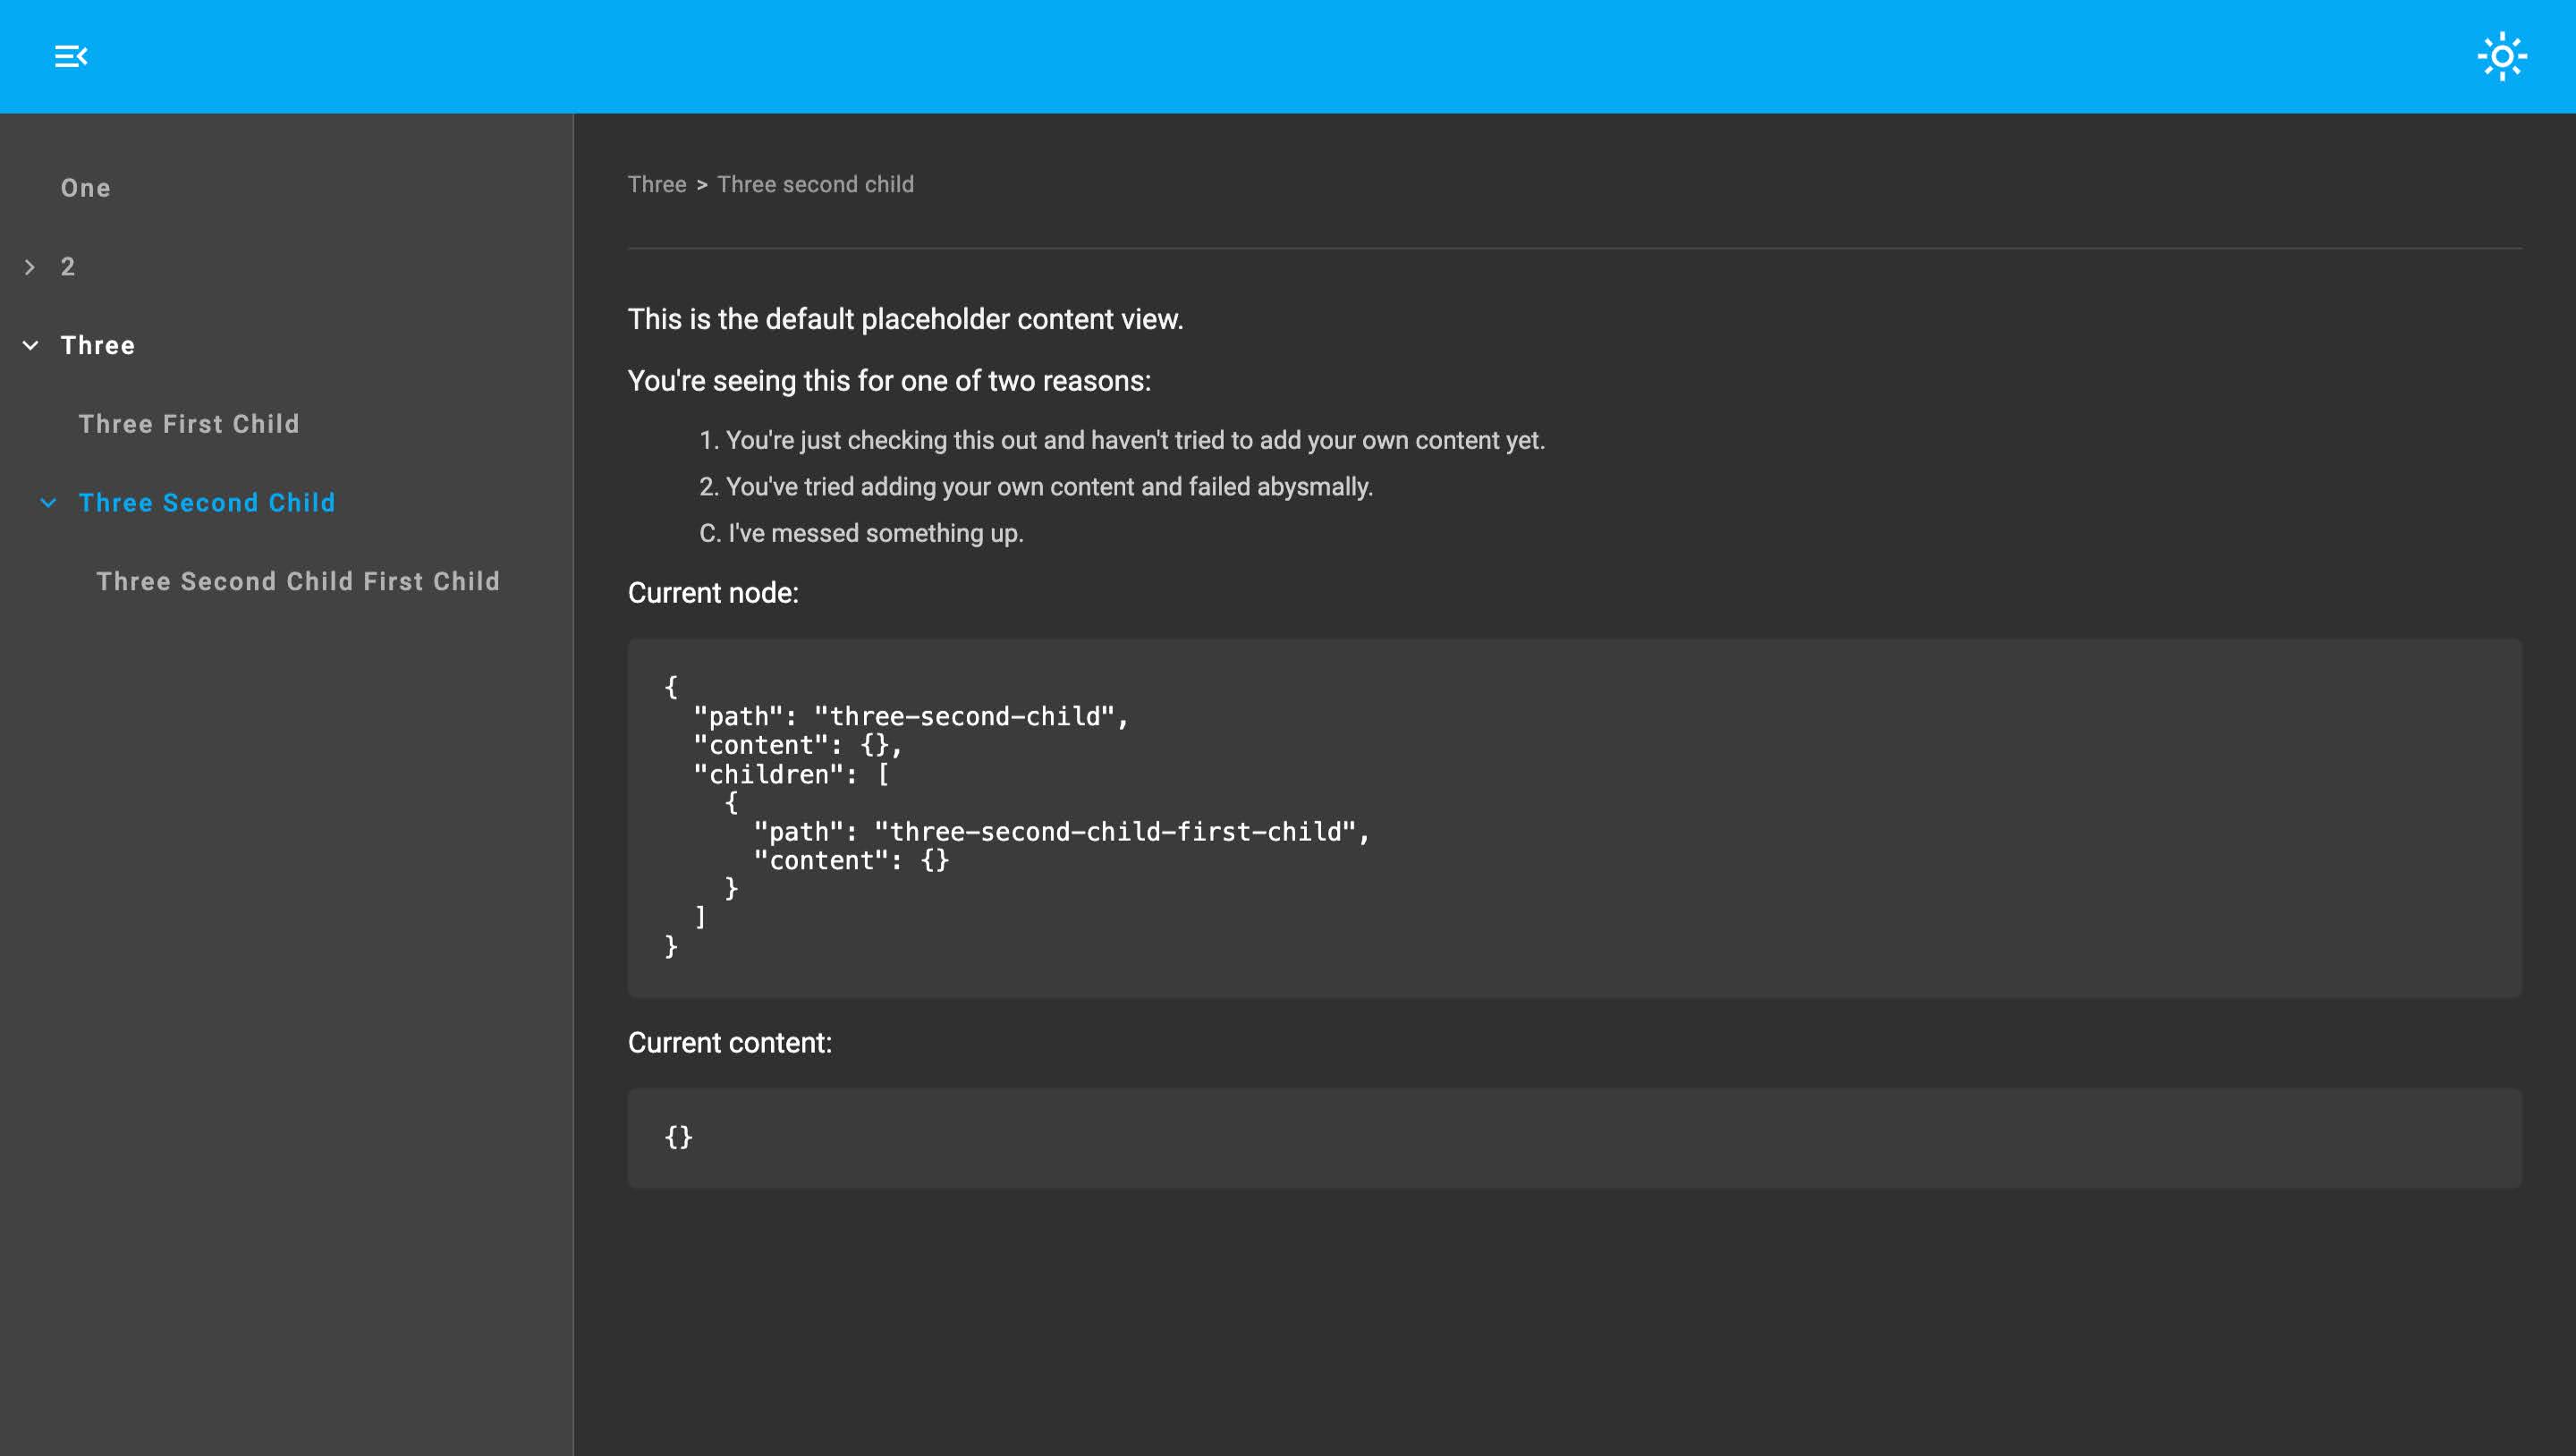 One
2
Three
Three First Child
Three Second Child
Three Second Child First Child
Three > Three second child
This is the default placeholder content view.
You're seeing this for one of two reasons:
1. You're just checking this out and haven't tried to add your own content yet.
2. You've tried adding your own content and failed abysmally.
C. I've messed something up.
Current node:
{
  "path": "three-second-child",
  "content": {},
  "children": [
    {
      "path": "three-second-child-first-child",
      "content": {}
    }
  ]
}
Current content:
{}